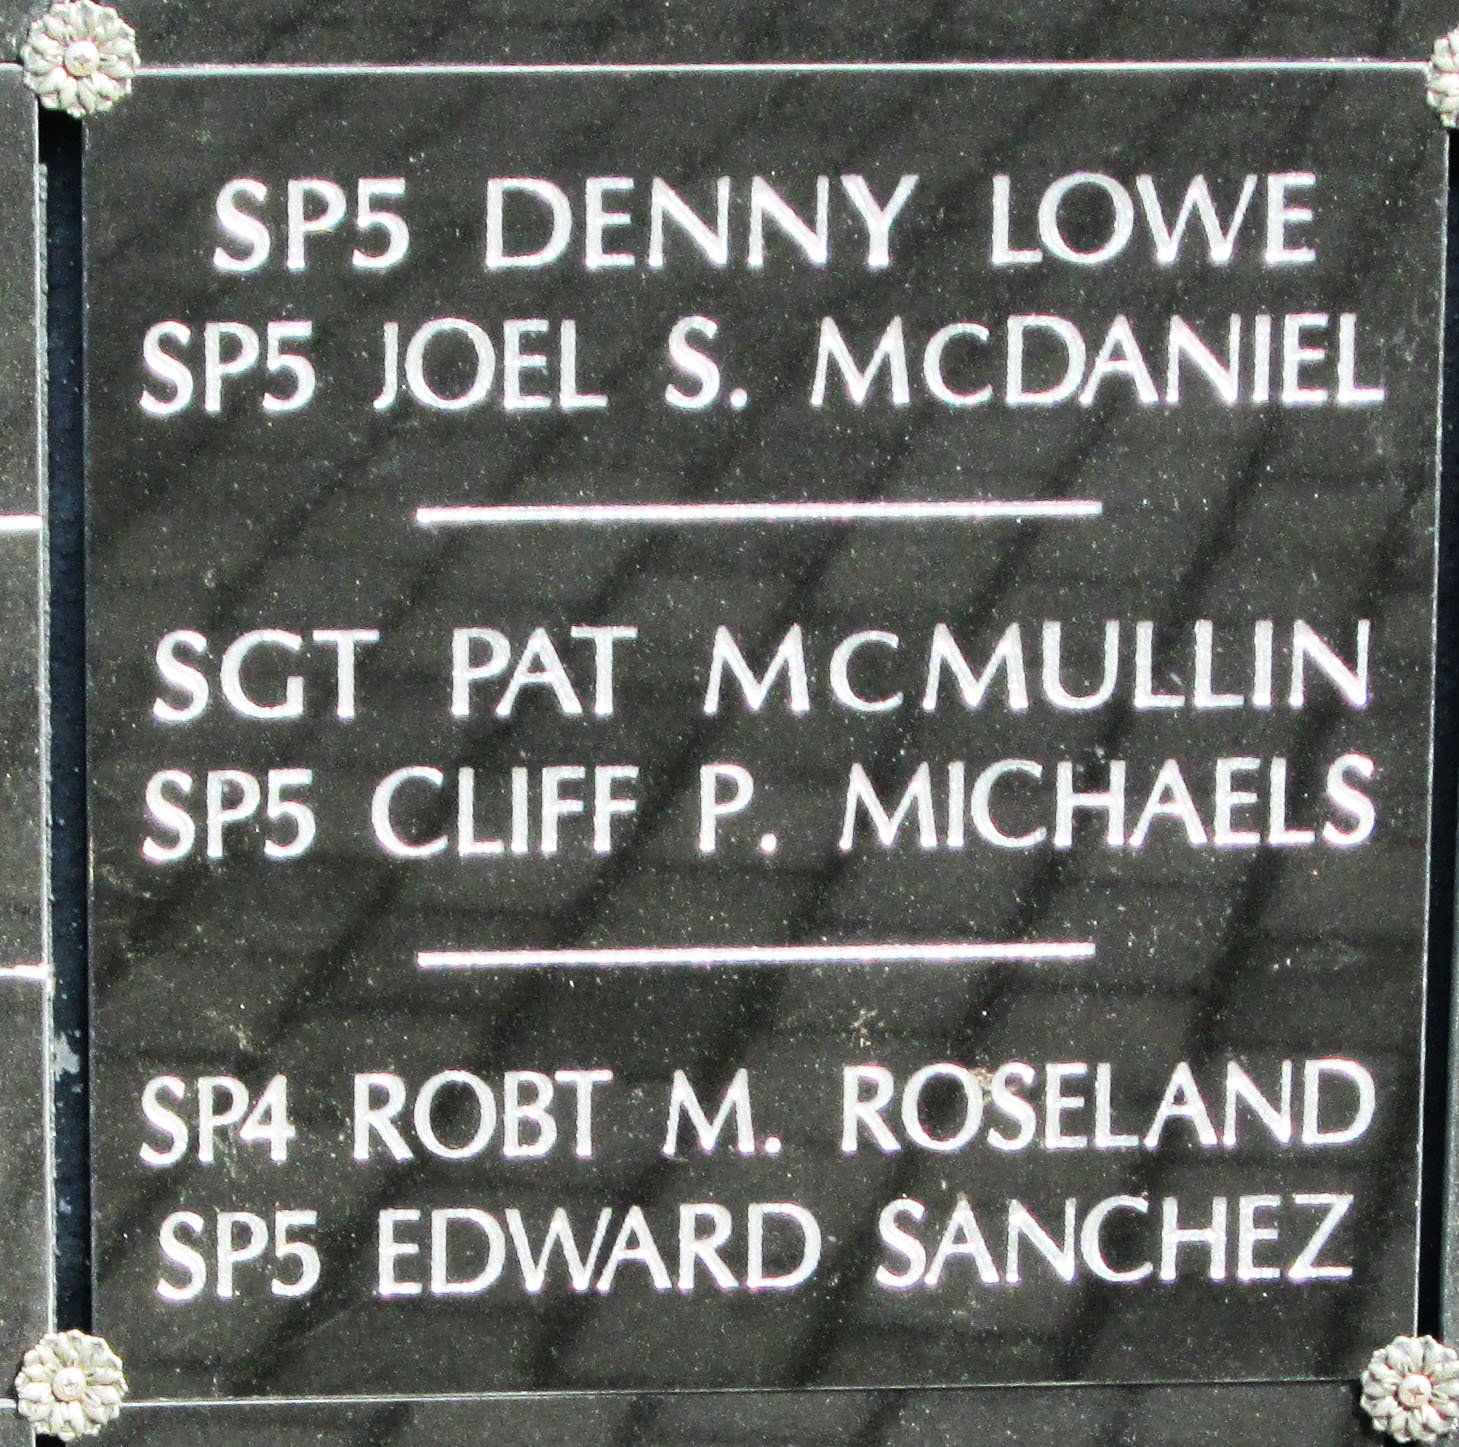 SP5 DENNY LOWE
SP5 JOEL S. McDANIEL
SGT PAT McMULLIN
SP5 CLIFF P. MICHAELS
SP4 ROBT M. ROSELAND
SP5 EDWARD SANCHEZ